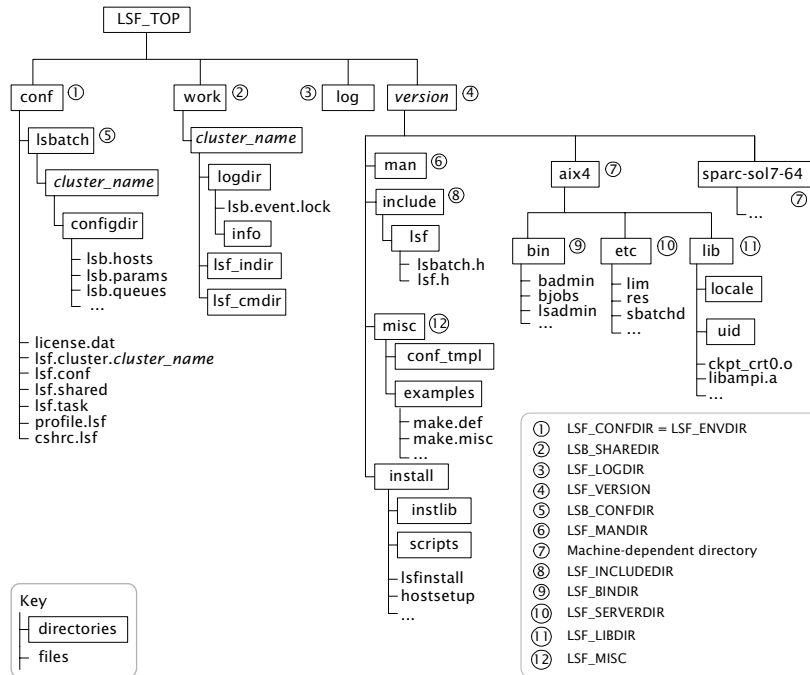 LSF_TOP
conf ①
work ②
③ log
version ④
lsbatch ⑤
cluster_name
configdir
lsb.hosts
lsb.params
lsb.queues
...
license.dat
lsf.cluster.cluster_name
lsf.conf
lsf.shared
lsf.task
profile.lsf
cshrc.lsf
cluster_name
logdir
lsb.event.lock
info
lsf_indir
lsf_cmdir
man ⑥
include ⑧
lsf
lsbatch.h
lsf.h
misc ⑫
conf_tmpl
examples
make.def
make.misc
...
install
instlib
scripts
lsfinstall
hostsetup
...
aix4 ⑦
bin ⑨
badmin
bjobs
lsadmin
...
etc ⑩
lim
res
sbatchd
...
lib ⑪
locale
uid
ckpt_crt0.o
libampi.a
...
sparc-sol7-64
⑦
...
Key
directories
files
① LSF_CONFDIR = LSF_ENVDIR
② LSB_SHAREDIR
③ LSF_LOGDIR
④ LSF_VERSION
⑤ LSB_CONFDIR
⑥ LSF_MANDIR
⑦ Machine-dependent directory
⑧ LSF_INCLUDEDIR
⑨ LSF_BINDIR
⑩ LSF_SERVERDIR
⑪ LSF_LIBDIR
⑫ LSF_MISC